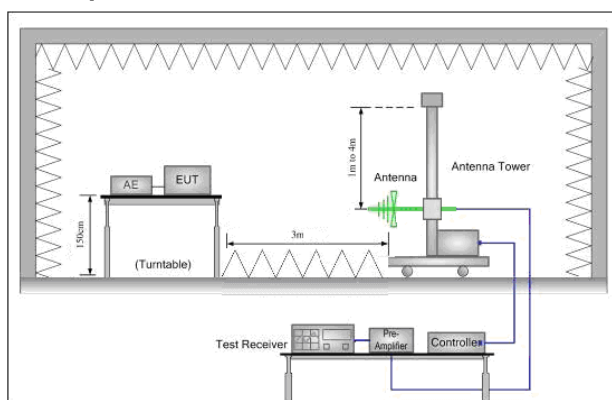 1m to 4m
Antenna
Antenna Tower
AE
EUT
150cm
(Turntable)
3m
Test Receiver
Pre-
Amplifier
Controller